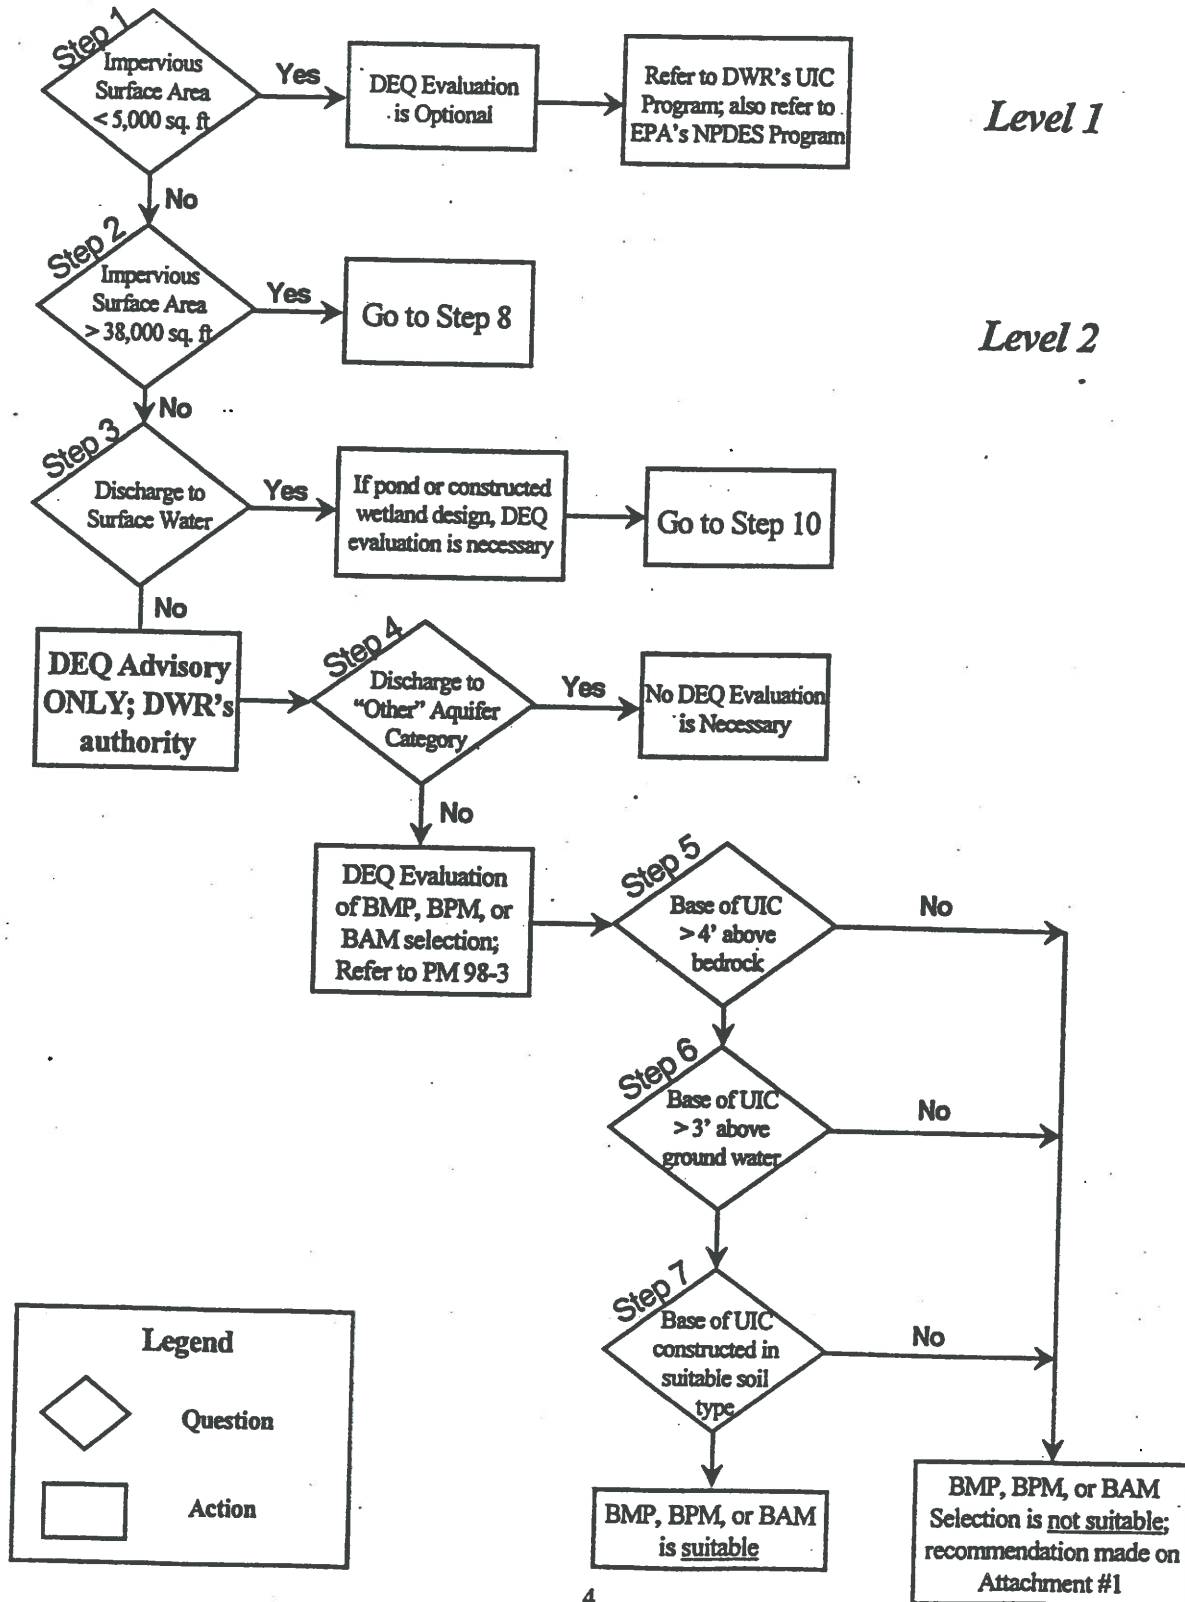 Step 1
Impervious
Surface Area
< 5,000 sq. ft
Yes
DEQ Evaluation
is Optional
Refer to DWR's UIC
Program; also refer to
EPA's NPDES Program
Level 1
No
Step 2
Impervious
Surface Area
> 38,000 sq. ft
Yes
Go to Step 8
Level 2
No
Step 3
Discharge to
Surface Water
Yes
If pond or constructed
wetland design, DEQ
evaluation is necessary
Go to Step 10
No
DEQ Advisory
ONLY; DWR's
authority
Step 4
Discharge to
"Other" Aquifer
Category
Yes
No DEQ Evaluation
is Necessary
No
DEQ Evaluation
of BMP, BPM, or
BAM selection;
Refer to PM 98-3
Step 5
Base of UIC
> 4' above
bedrock
No
Step 6
Base of UIC
> 3' above
ground water
No
Step 7
Base of UIC
constructed in
suitable soil
type
No
Legend
Question
Action
BMP, BPM, or BAM
is suitable
BMP, BPM, or BAM
Selection is not suitable;
recommendation made on
Attachment #1
4